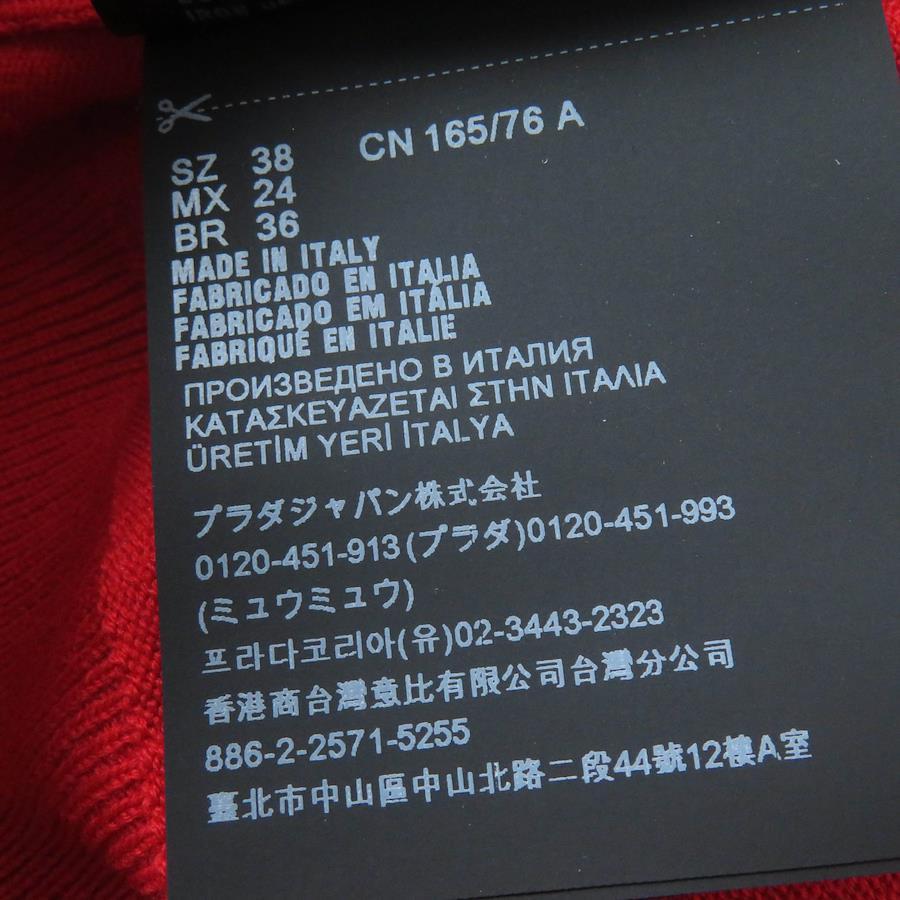 SZ 38 CN 165/76 A
MX 24
BR 36
MADE IN ITALY
FABRICADO EN ITALIA
FABRICADO EM ITÁLIA
FABRIQUÉ EN ITALIE
ПРОИЗВЕДЕНО В ИТАЛИЯ
ΚΑΤΑΣΚΕΥΑΖΕΤΑΙ ΣΤΗΝ ΙΤΑΛΙΑ
ÜRETİM YERİ İTALYA
プラダジャパン株式会社
0120-451-913(プラダ)0120-451-993
(ミュウミュウ)
프라다코리아(유)02-3443-2323
香港商台灣意比有限公司台灣分公司
886-2-2571-5255
臺北市中山區中山北路二段44號12樓A室